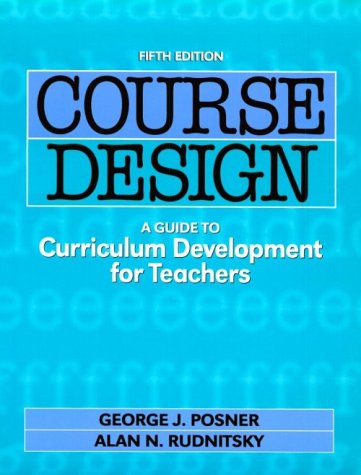 FIFTH EDITION
COURSE
DESIGN
A GUIDE TO
Curriculum Development
for Teachers
GEORGE J. POSNER
ALAN N. RUDNITSKY